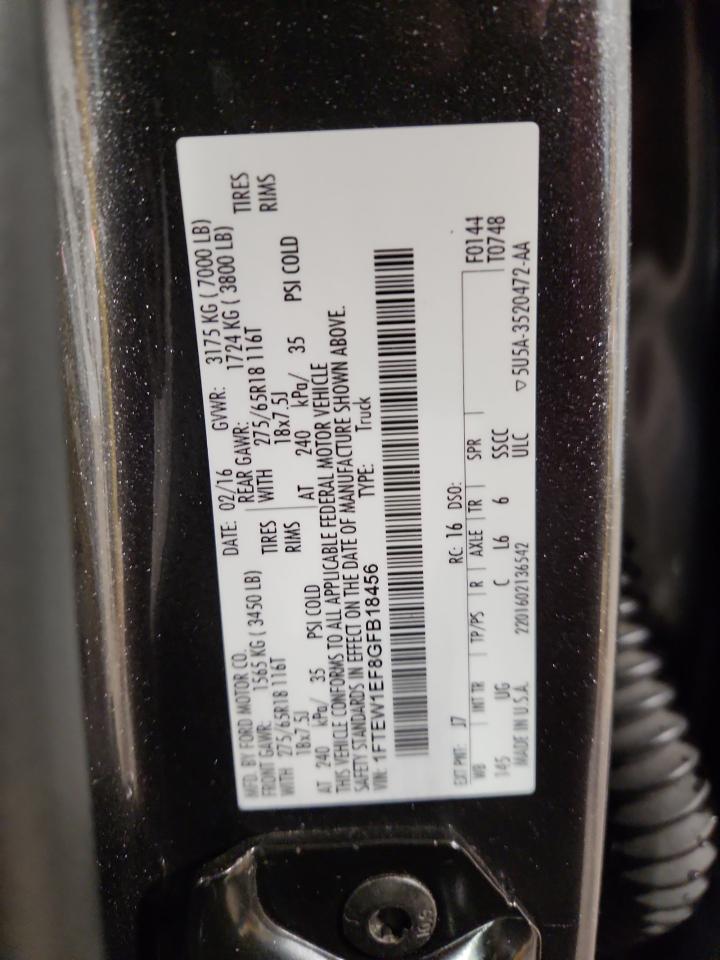 MFD. BY FORD MOTOR CO. DATE: 02/16 GVWR: 3175 KG ( 7000 LB)
FRONT GAWR: 1565 KG ( 3450 LB) REAR GAWR: 1724 KG ( 3800 LB)
WITH 275/65R18 116T TIRES WITH 275/65R18 116T TIRES
18x7.5J RIMS 18x7.5J RIMS
AT 240 kPa/ 35 PSI COLD AT 240 kPa/ 35 PSI COLD
THIS VEHICLE CONFORMS TO ALL APPLICABLE FEDERAL MOTOR VEHICLE
SAFETY STANDARDS IN EFFECT ON THE DATE OF MANUFACTURE SHOWN ABOVE.
VIN: 1FTEW1EF8GFB18456 TYPE: Truck
EXT PNT: J7 RC: 16 DSO: F0144
WB INT TR TP/PS R AXLE TR SPR T0748
145 UG C L6 6 SSCC
MADE IN U.S.A. 2201602136542 ULC ▽5U5A-3520472-AA
10.5